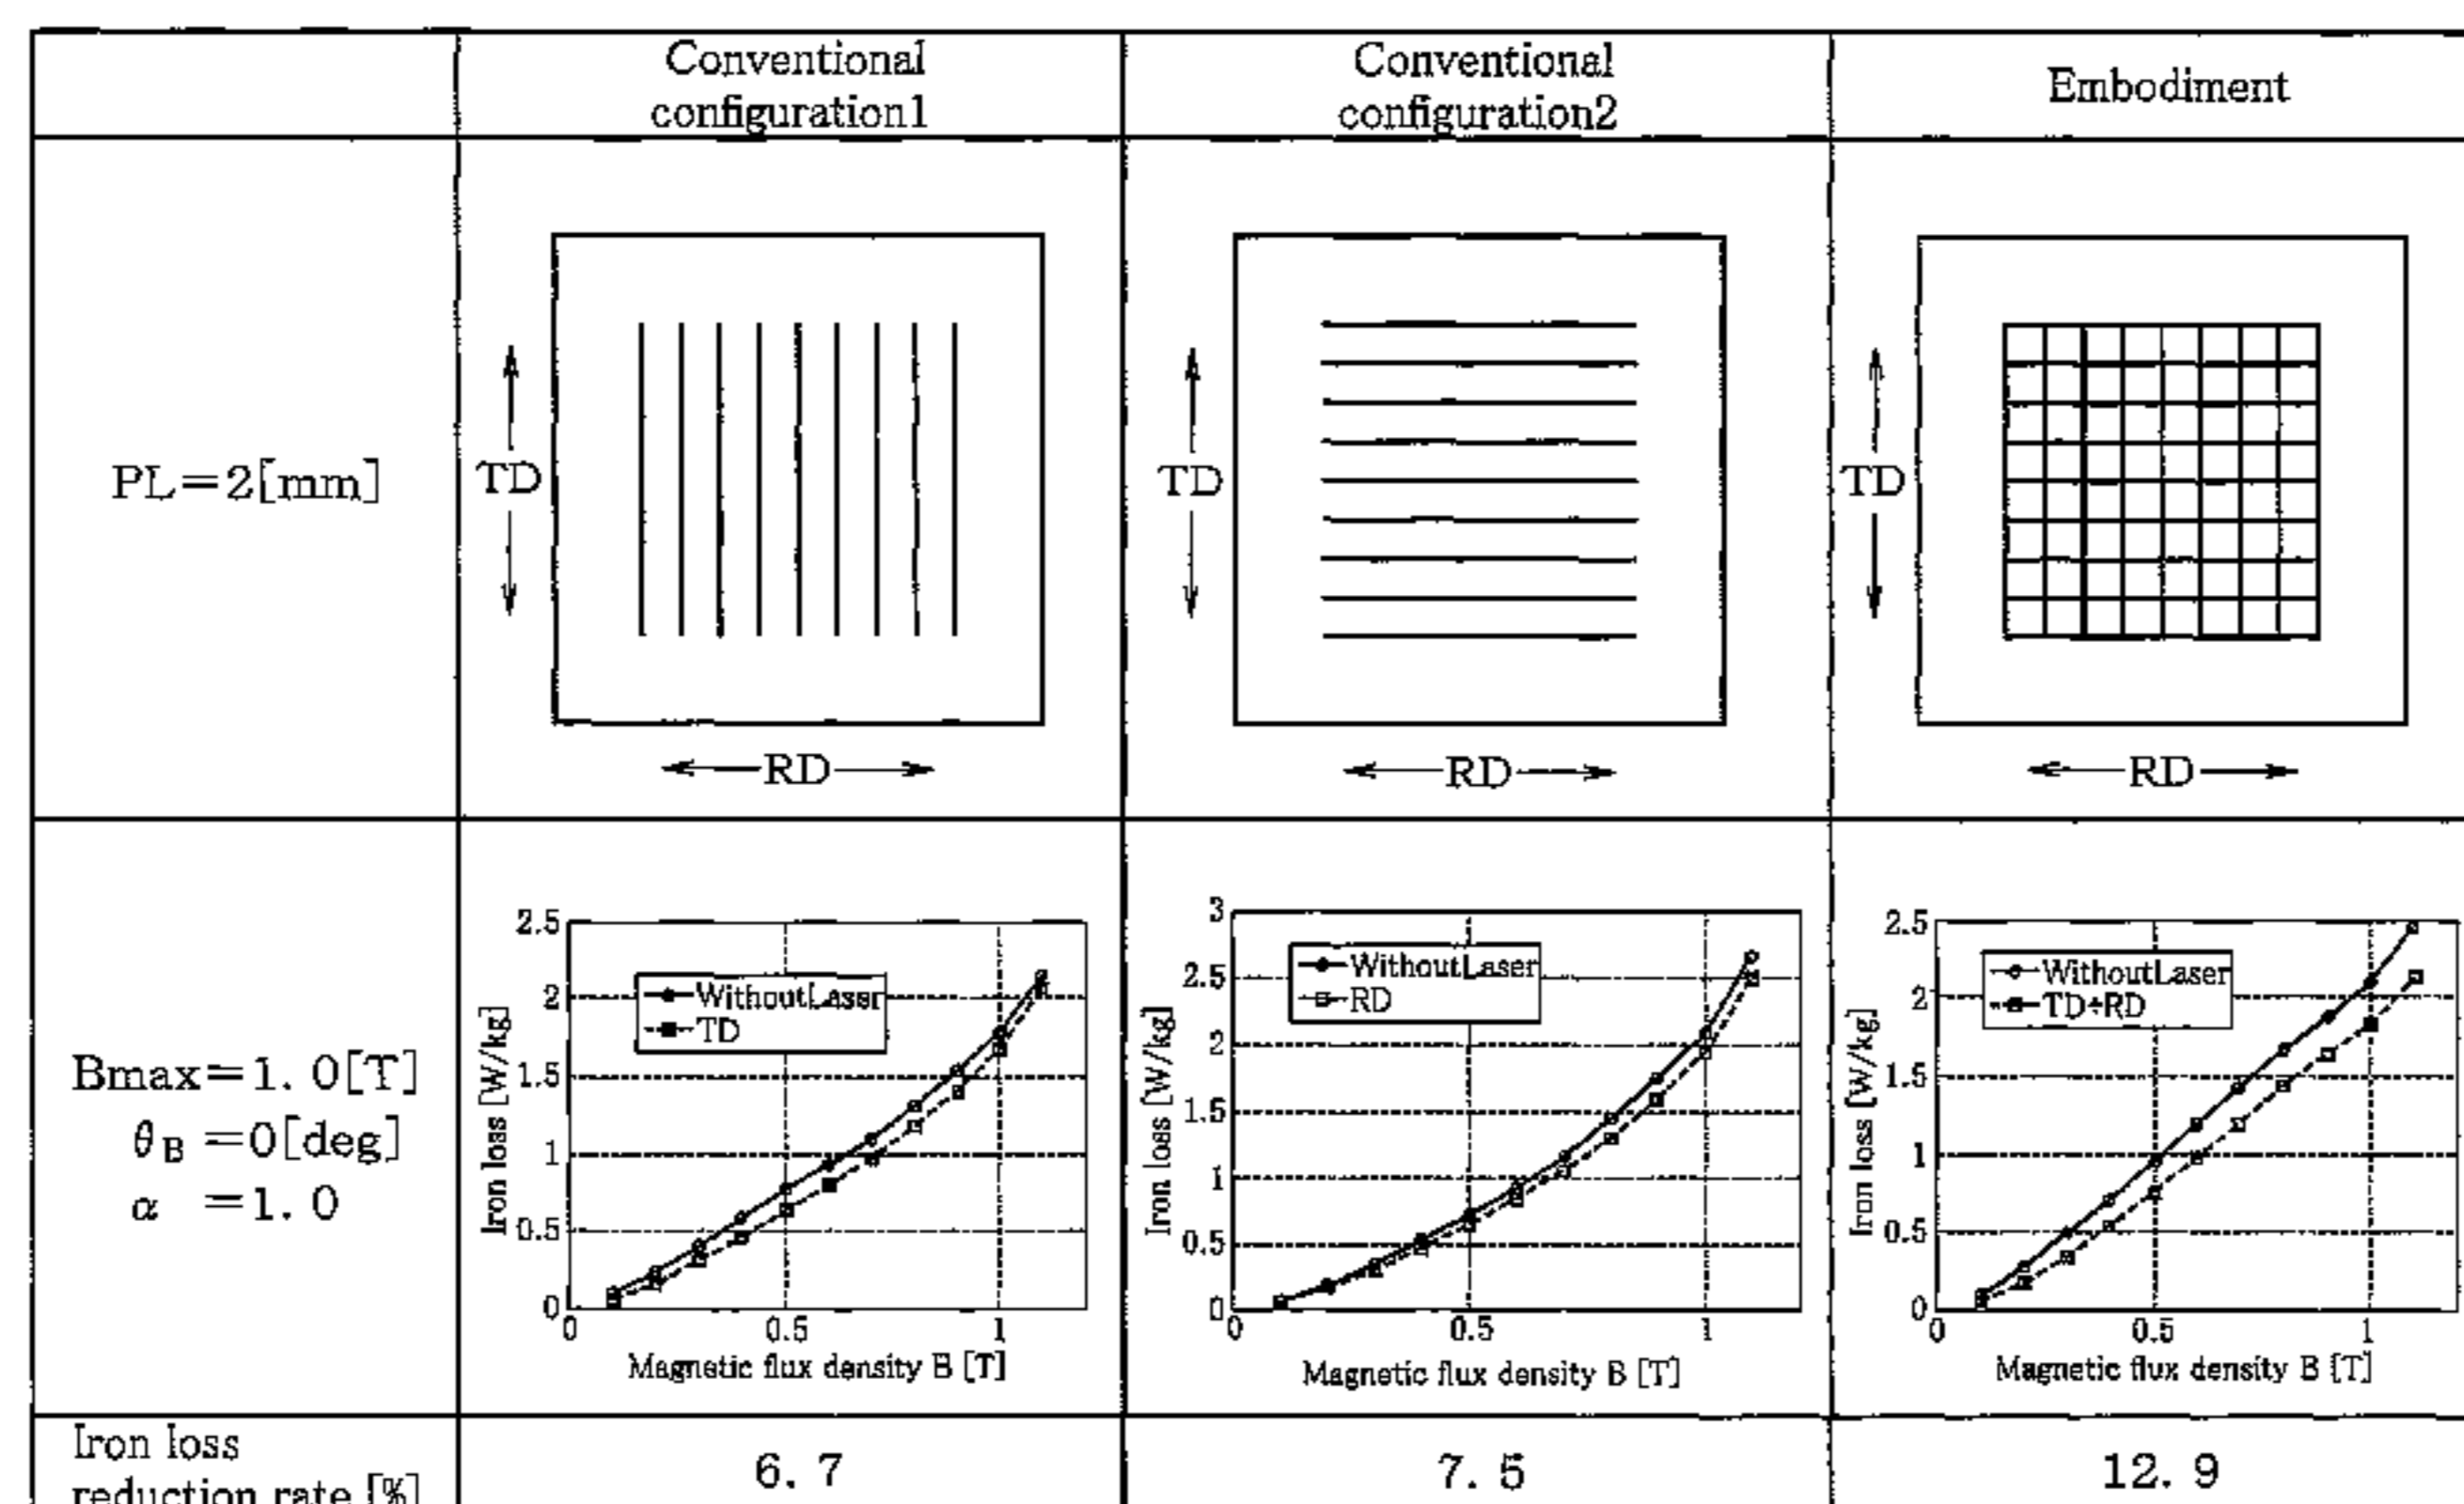 Conventional
configuration1
Conventional
configuration2
Embodiment
PL=2[mm]
TD
RD
TD
RD
TD
RD
Bmax=1.0[T]
θB =0[deg]
α =1.0
2.5
2
1.5
1
0.5
0
Iron loss [W/kg]
WithoutLaser
TD
0
0.5
1
Magnetic flux density B [T]
3
2.5
2
1.5
1
0.5
0
Iron loss [W/kg]
WithoutLaser
RD
0
0.5
1
Magnetic flux density B [T]
2.5
2
1.5
1
0.5
0
Iron loss [W/kg]
WithoutLaser
TD+RD
0
0.5
1
Magnetic flux density B [T]
Iron loss
reduction rate [%]
6.7
7.5
12.9